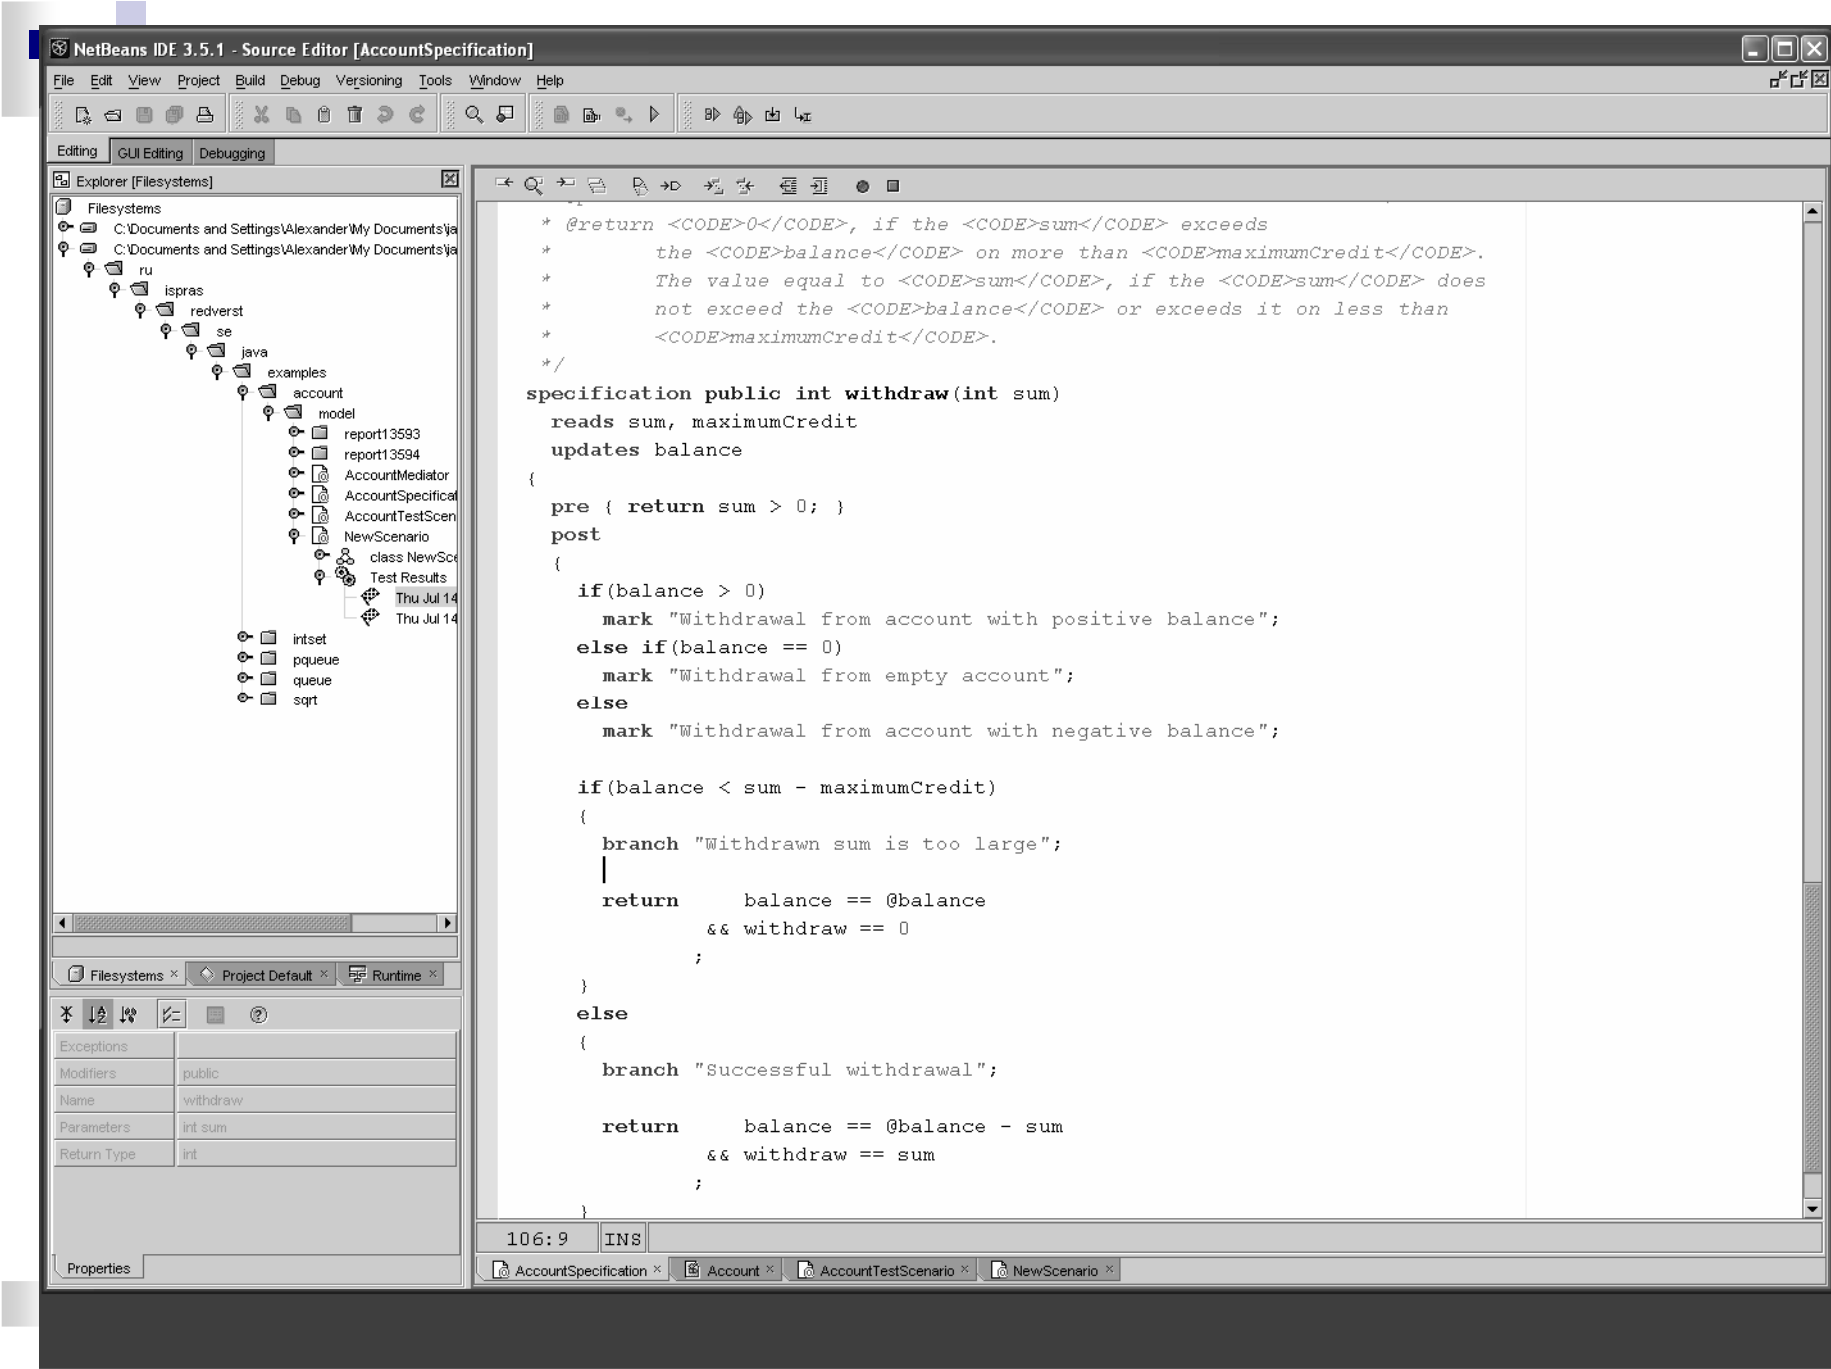 NetBeans IDE 3.5.1 - Source Editor [AccountSpecification]
File Edit View Project Build Debug Versioning Tools Window Help
Editing GUI Editing Debugging
Explorer [Filesystems]
Filesystems
C:\Documents and Settings\Alexander\My Documents\ja
C:\Documents and Settings\Alexander\My Documents\ja
ru
ispras
redverst
se
java
examples
account
model
report13593
report13594
AccountMediator
AccountSpecificat
AccountTestScen
NewScenario
class NewSce
Test Results
Thu Jul 14
Thu Jul 14
intset
pqueue
queue
sqrt
Filesystems × Project Default × Runtime ×
Exceptions
Modifiers public
Name withdraw
Parameters int sum
Return Type int
Properties
* @return <CODE>0</CODE>, if the <CODE>sum</CODE> exceeds
* the <CODE>balance</CODE> on more than <CODE>maximumCredit</CODE>.
* The value equal to <CODE>sum</CODE>, if the <CODE>sum</CODE> does
* not exceed the <CODE>balance</CODE> or exceeds it on less than
* <CODE>maximumCredit</CODE>.
*/
specification public int withdraw(int sum)
reads sum, maximumCredit
updates balance
{
pre { return sum > 0; }
post
{
if(balance > 0)
mark "Withdrawal from account with positive balance";
else if(balance == 0)
mark "Withdrawal from empty account";
else
mark "Withdrawal from account with negative balance";
if(balance < sum - maximumCredit)
{
branch "Withdrawn sum is too large";
return balance == @balance
&& withdraw == 0
;
}
else
{
branch "Successful withdrawal";
return balance == @balance - sum
&& withdraw == sum
;
}
106:9 INS
AccountSpecification × Account × AccountTestScenario × NewScenario ×